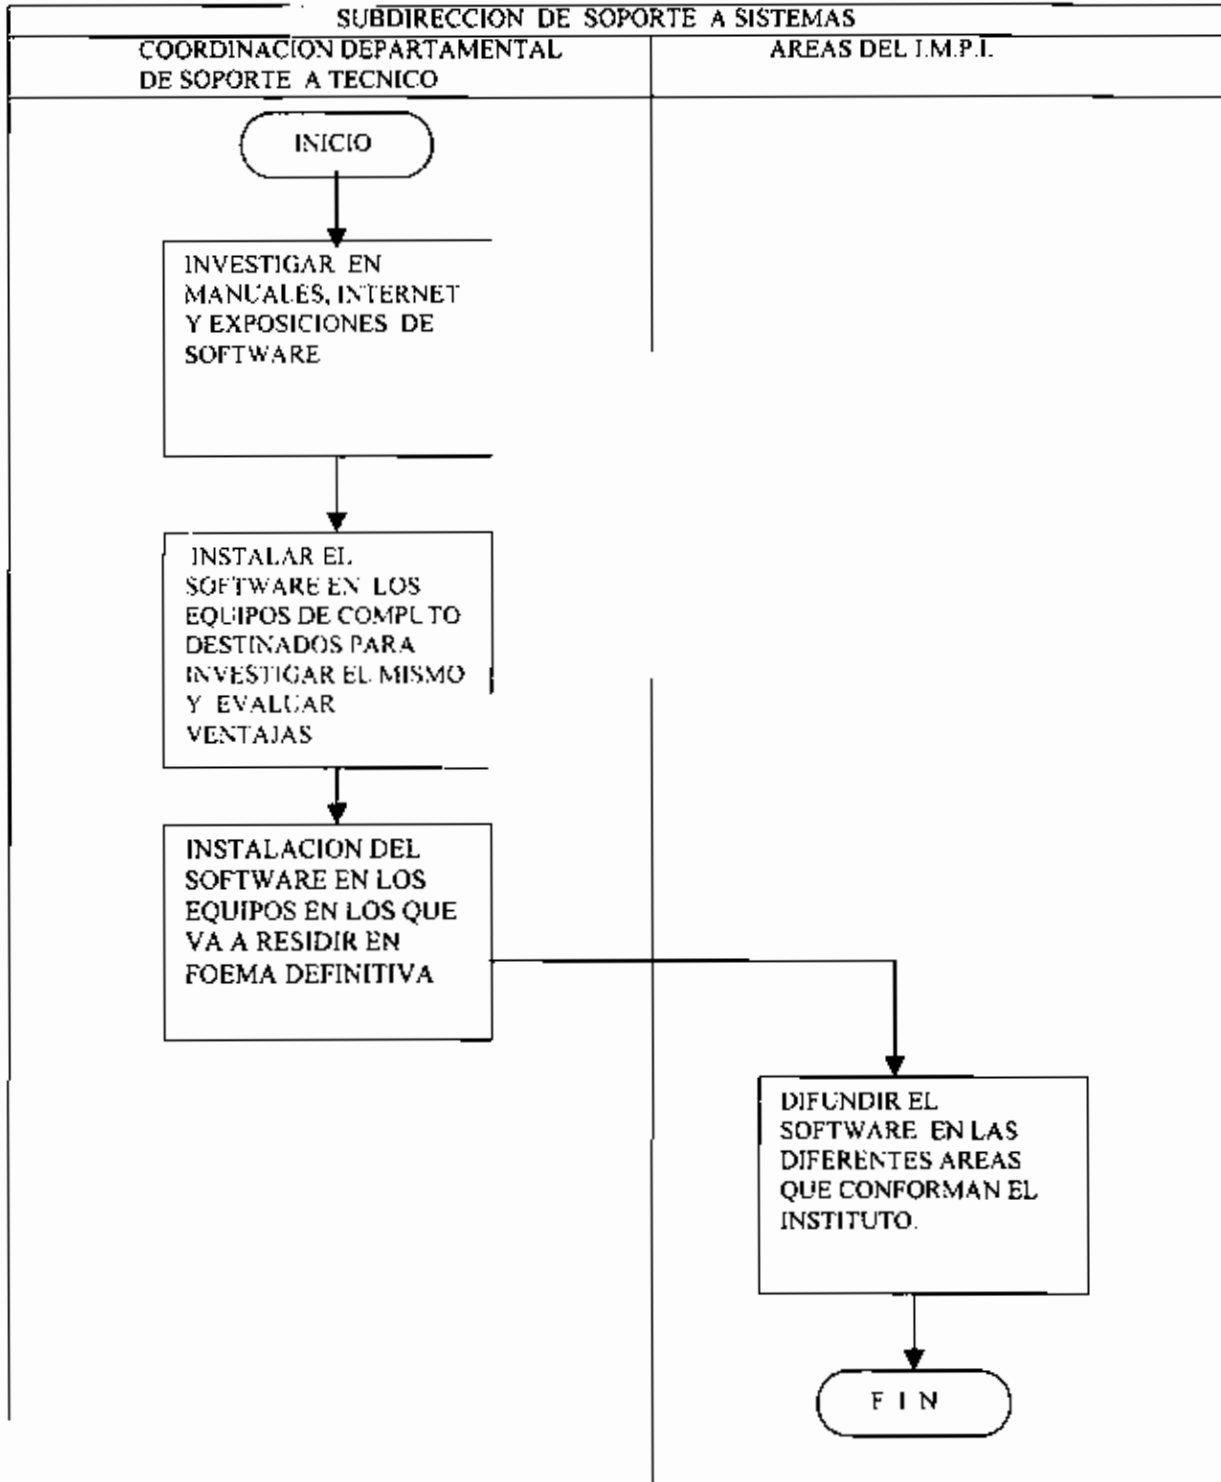 SUBDIRECCION DE SOPORTE A SISTEMAS
COORDINACION DEPARTAMENTAL
DE SOPORTE A TECNICO
AREAS DEL I.M.P.I.
INICIO
INVESTIGAR EN
MANUALES, INTERNET
Y EXPOSICIONES DE
SOFTWARE
INSTALAR EL
SOFTWARE EN LOS
EQUIPOS DE COMPUTO
DESTINADOS PARA
INVESTIGAR EL MISMO
Y EVALUAR
VENTAJAS
INSTALACION DEL
SOFTWARE EN LOS
EQUIPOS EN LOS QUE
VA A RESIDIR EN
FOEMA DEFINITIVA
DIFUNDIR EL
SOFTWARE EN LAS
DIFERENTES AREAS
QUE CONFORMAN EL
INSTITUTO.
F I N